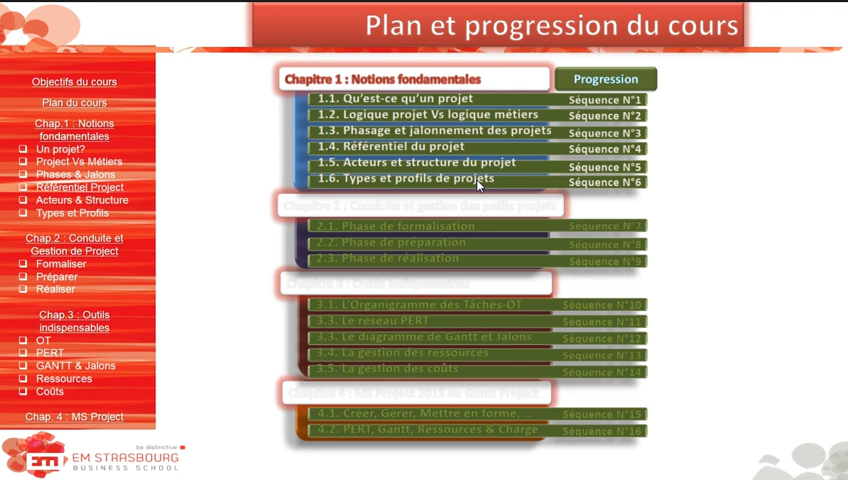 Plan et progression du cours
Objectifs du cours
Plan du cours
Chap.1 : Notions
fondamentales
Un projet?
Project Vs Métiers
Phases & Jalons
Référentiel Project
Acteurs & Structure
Types et Profils
Chap.2 : Conduite et
Gestion de Project
Formaliser
Préparer
Réaliser
Chap.3 : Outils
indispensables
OT
PERT
GANTT & Jalons
Ressources
Coûts
Chap. 4 : MS Project
be distinctive
EM STRASBOURG
BUSINESS SCHOOL
Chapitre 1 : Notions fondamentales
Progression
1.1. Qu'est-ce qu'un projet Séquence N°1
1.2. Logique projet Vs logique métiers Séquence N°2
1.3. Phasage et jalonnement des projets Séquence N°3
1.4. Référentiel du projet Séquence N°4
1.5. Acteurs et structure du projet Séquence N°5
1.6. Types et profils de projets Séquence N°6
Chapitre 2 : Conduite et gestion des petits projets
2.1. Phase de formalisation Séquence N°7
2.2. Phase de préparation Séquence N°8
2.3. Phase de réalisation Séquence N°9
Chapitre 3 : Outils indispensables
3.1. L'Organigramme des Tâches-OT Séquence N°10
3.3. Le réseau PERT Séquence N°11
3.3. Le diagramme de Gantt et Jalons Séquence N°12
3.4. La gestion des ressources Séquence N°13
3.5. La gestion des coûts Séquence N°14
Chapitre 4 : MS Project 2013 ou Gantt Project
4.1. Créer, Gérer, Mettre en forme, ... Séquence N°15
4.2. PERT, Gantt, Ressources & Charge Séquence N°16